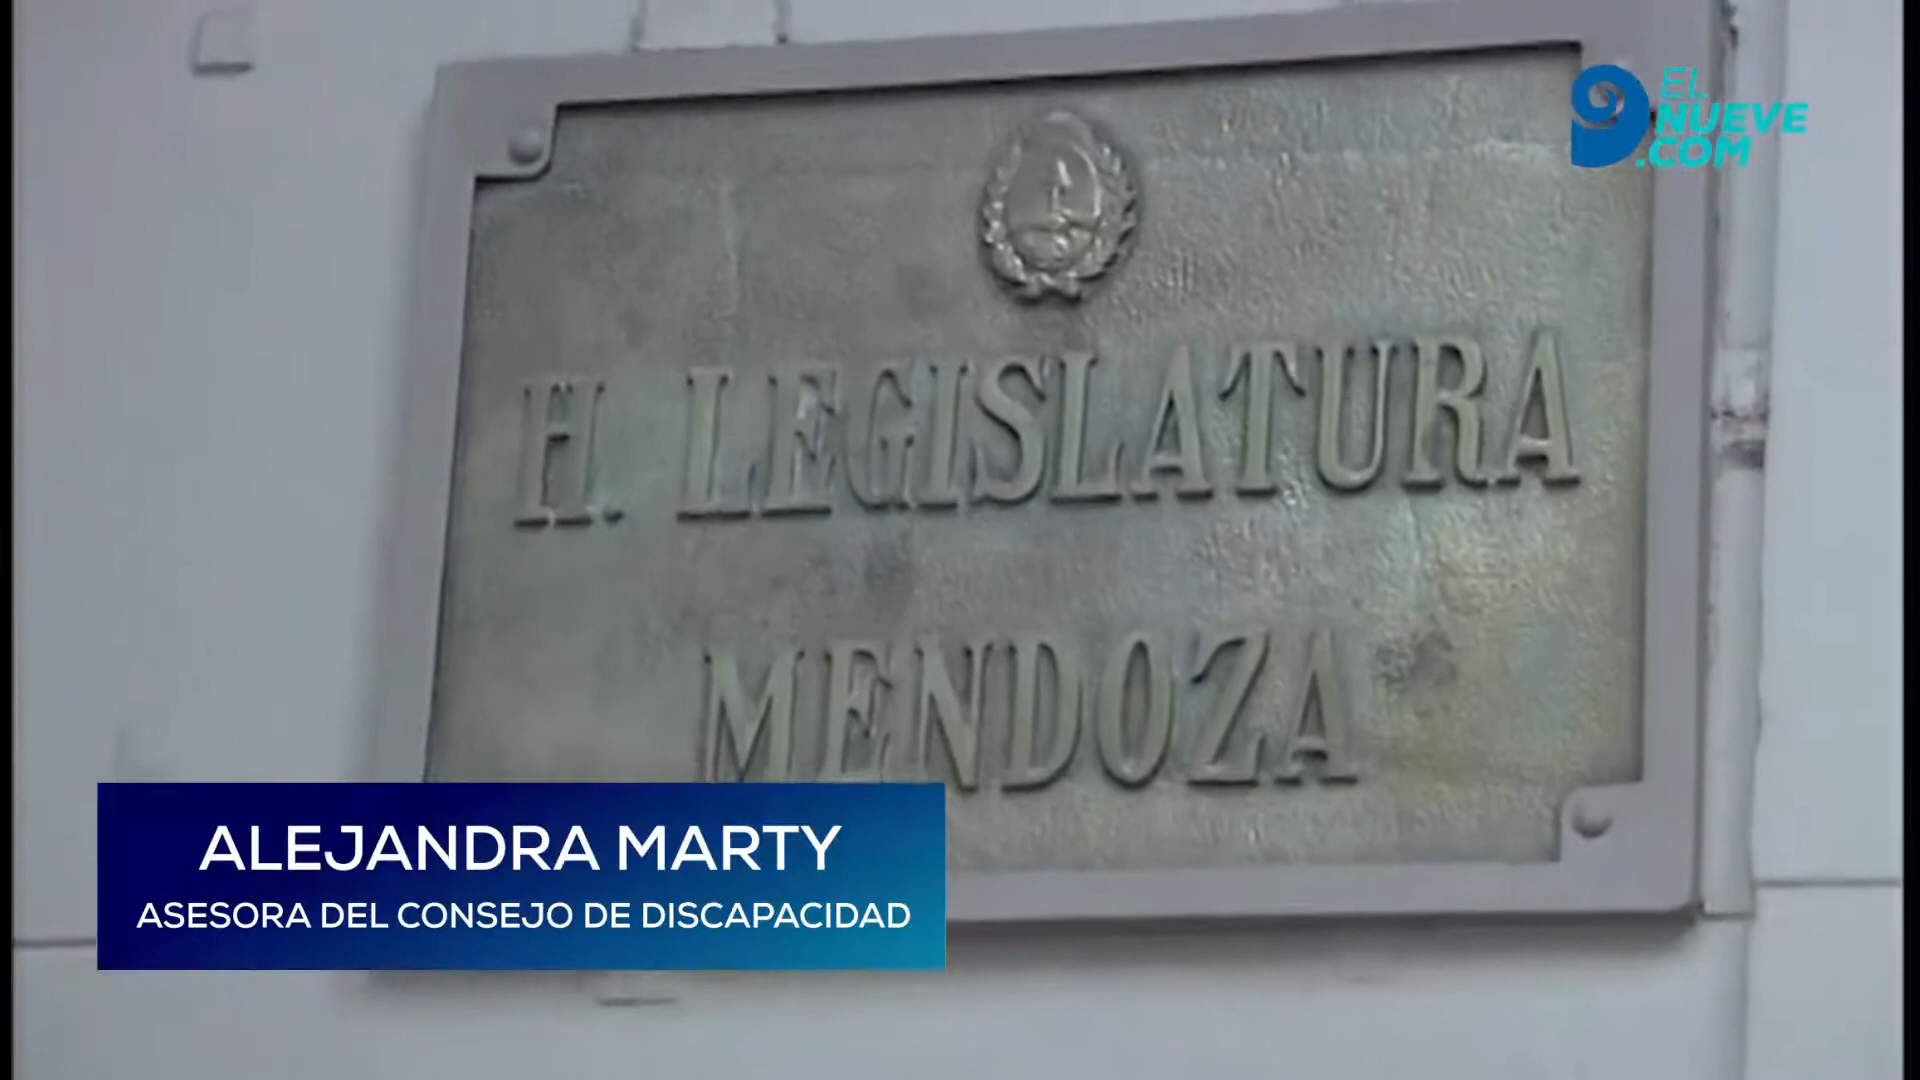 EL
NUEVE
.COM
H. LEGISLATURA
MENDOZA
ALEJANDRA MARTY
ASESORA DEL CONSEJO DE DISCAPACIDAD